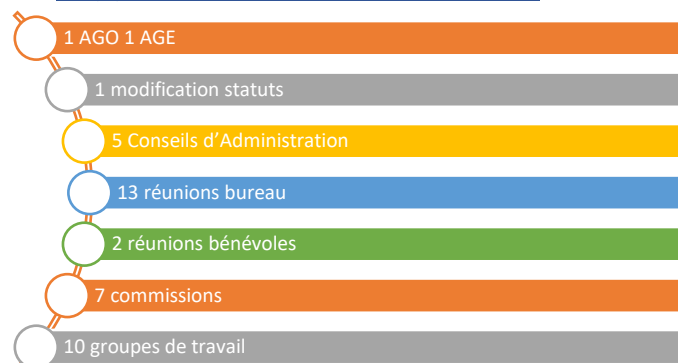 1 AGO 1 AGE
1 modification statuts
5 Conseils d’Administration
13 réunions bureau
2 réunions bénévoles
7 commissions
10 groupes de travail